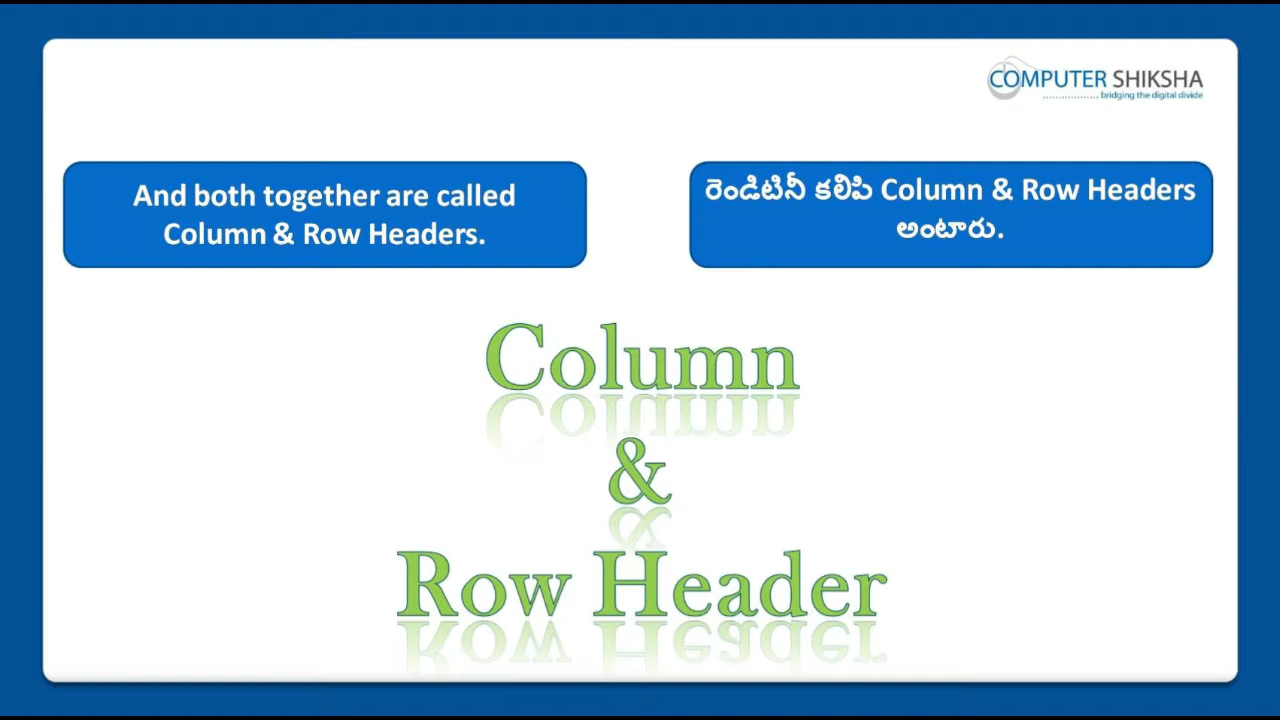 COMPUTER SHIKSHA
bridging the digital divide
And both together are called
Column & Row Headers.
రెండిటినీ కలిపి Column & Row Headers
అంటారు.
Column
&
Row Header